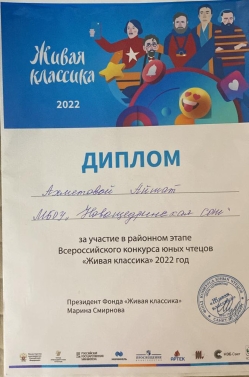 Живая
классика
2022
ДИПЛОМ
Ахметовой
МБОУ „Новощедринская сош"
за участие в районном этапе
Всероссийского конкурса юных чтецов
«Живая классика» 2022 год
Президент Фонда «Живая классика»
Марина Смирнова
АРТЕК